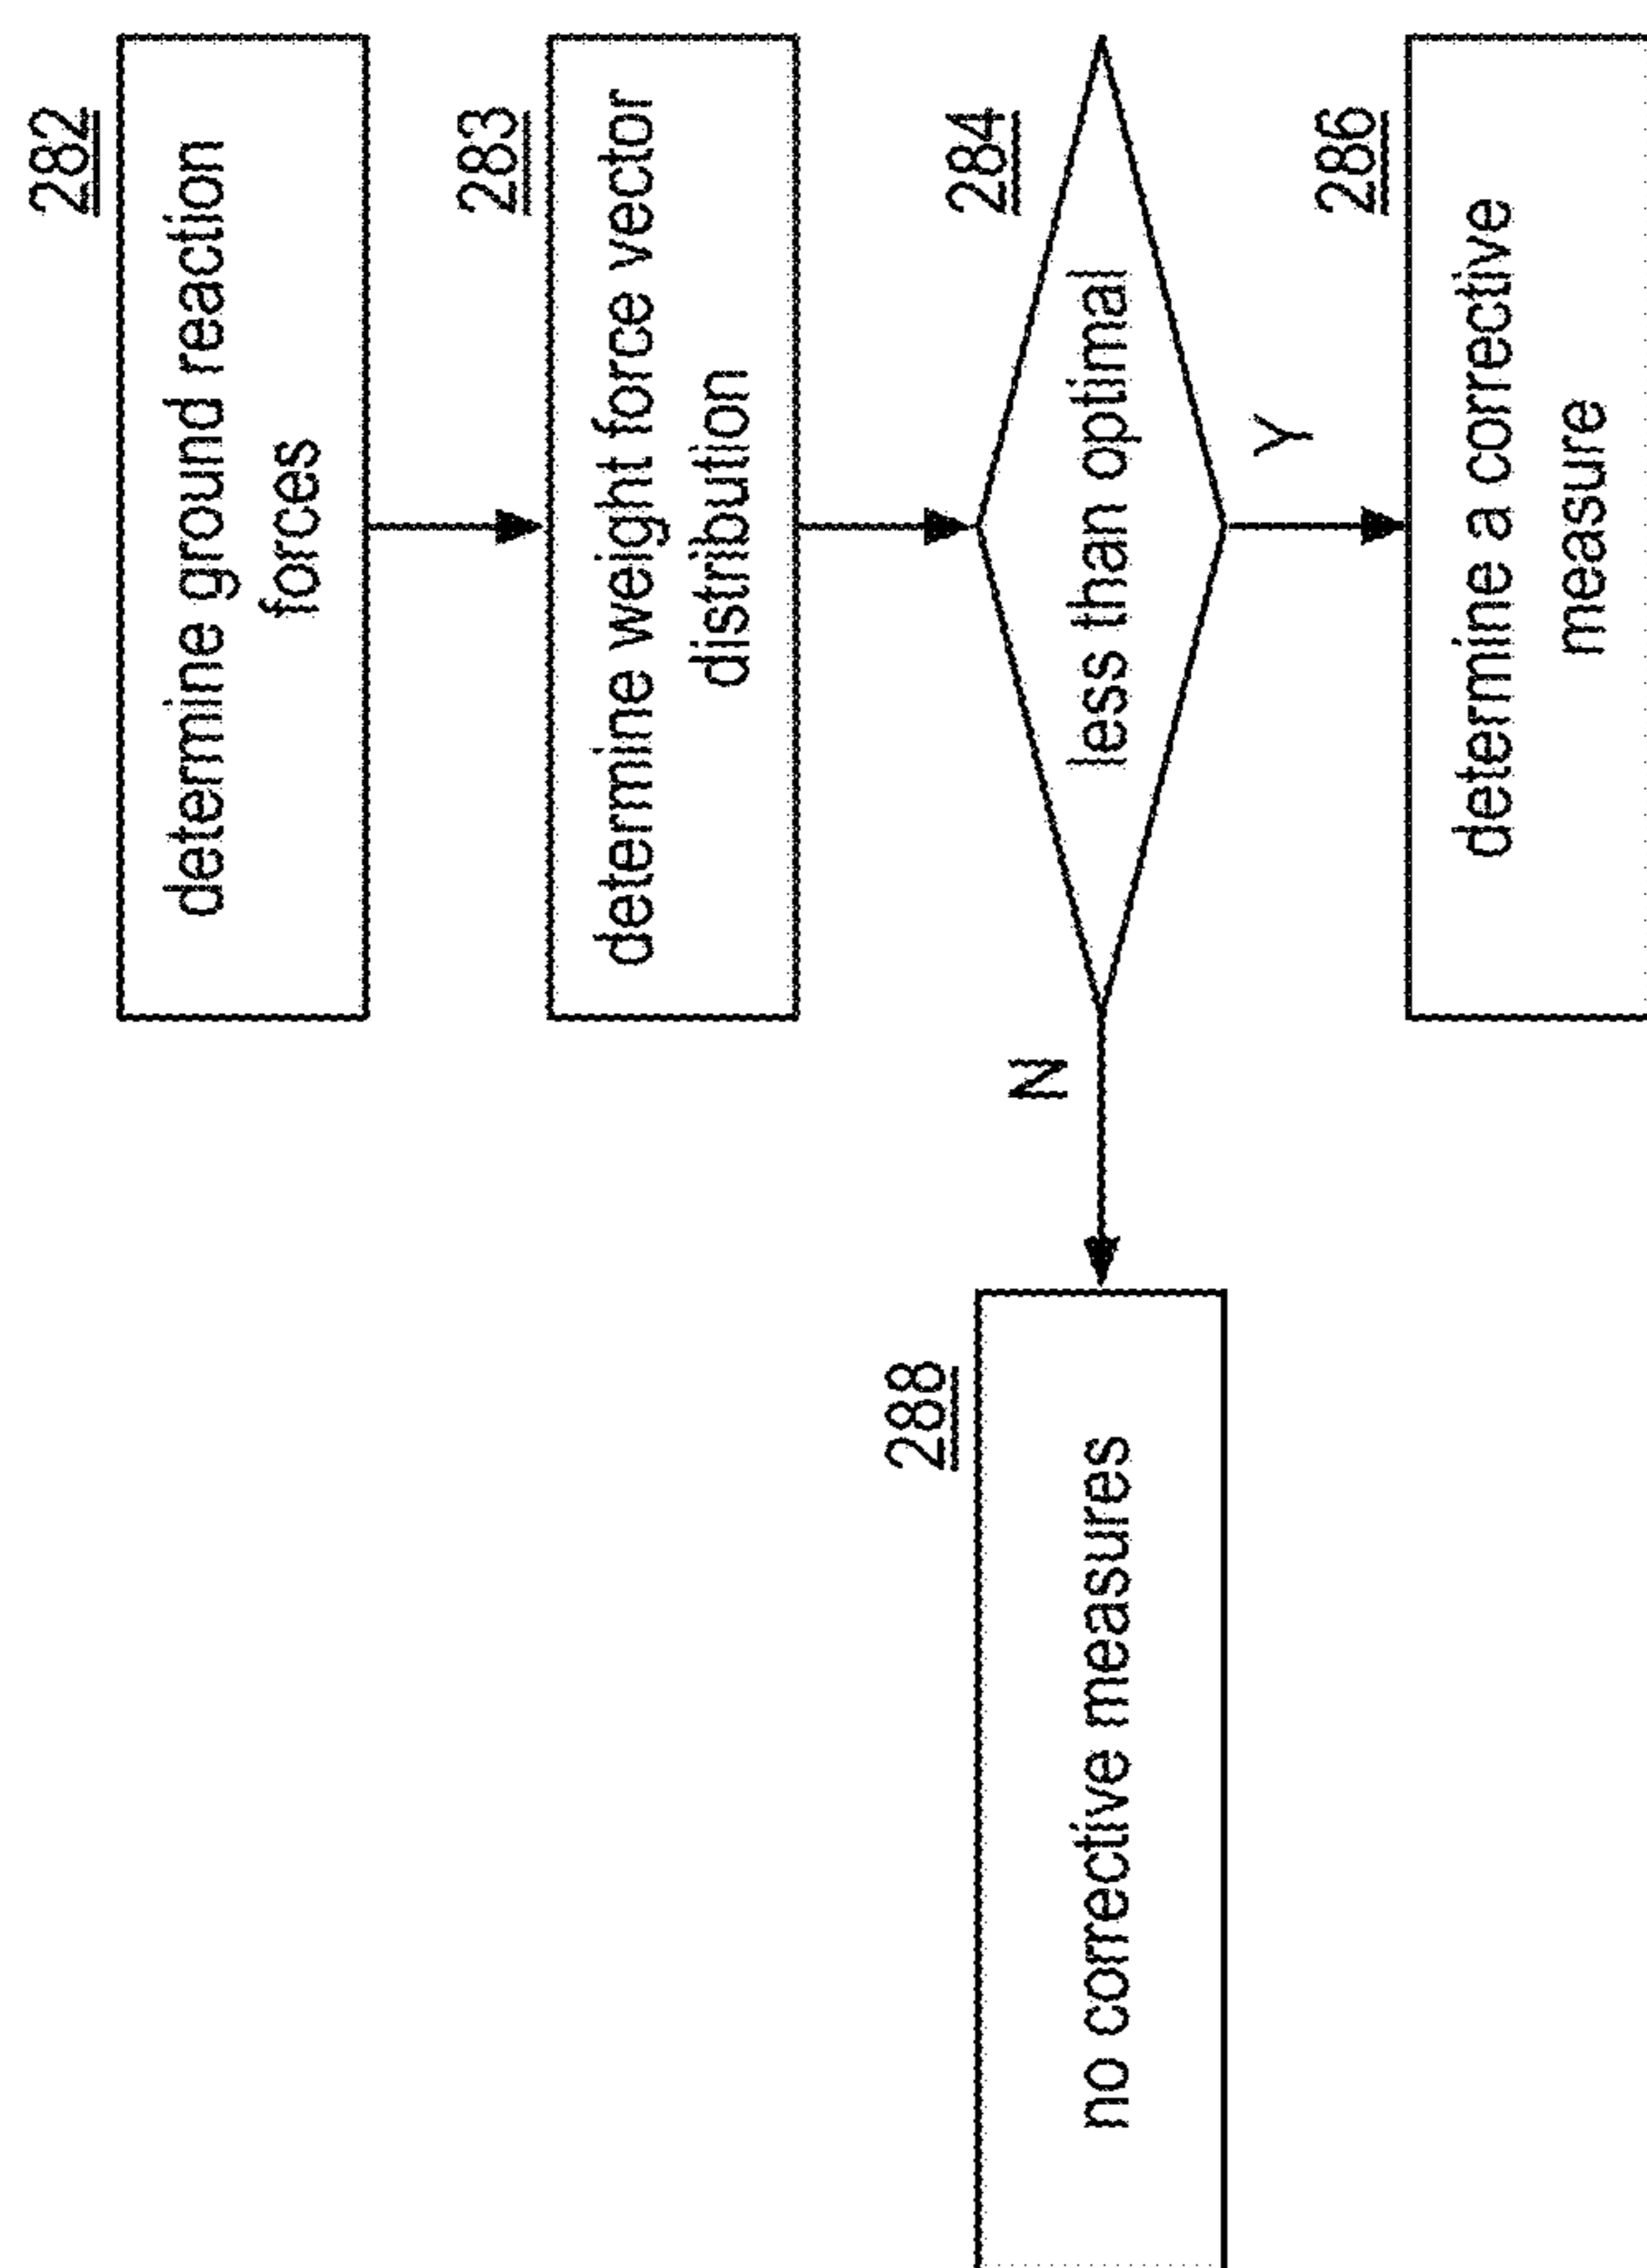 282
determine ground reaction
forces
283
determine weight force vector
distribution
284
less than optimal
N
Y
288
no corrective measures
286
determine a corrective
measure